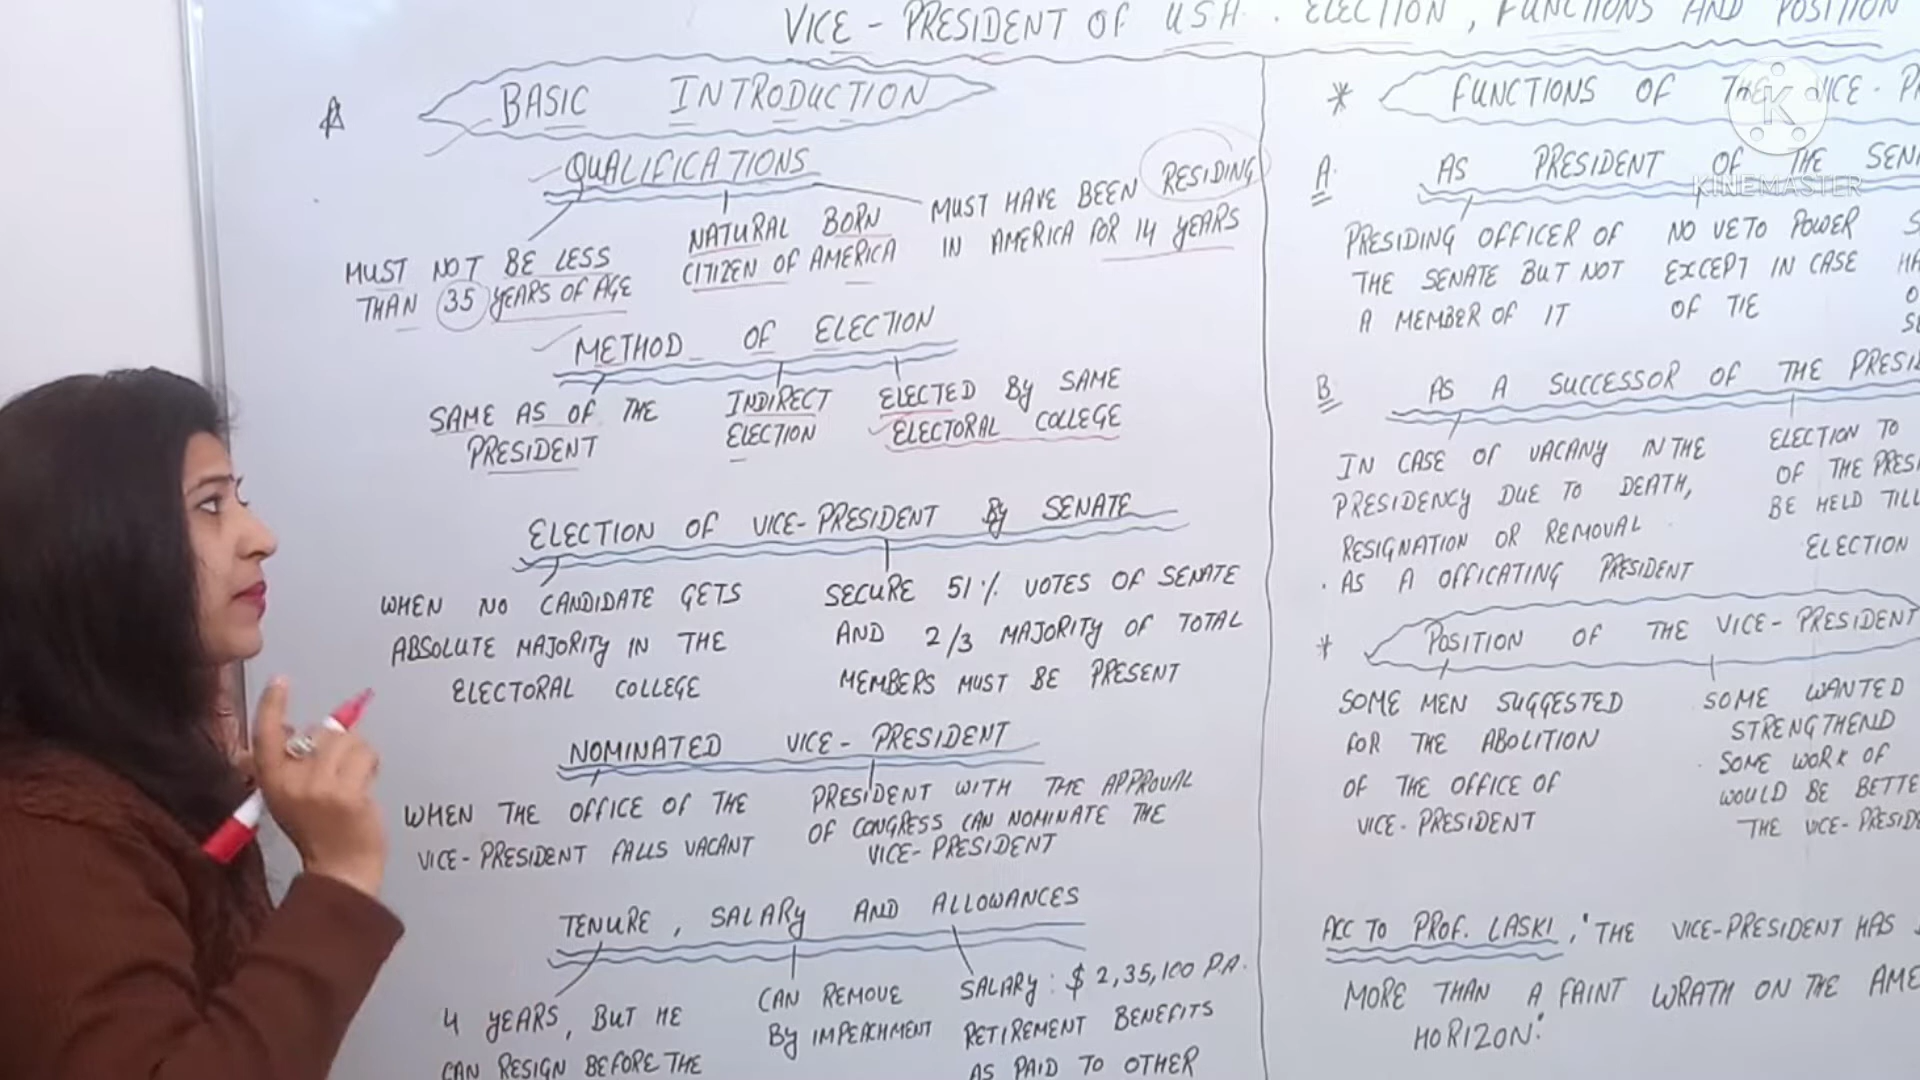 VICE-PRESIDENT OF USA. ELECTION, FUNCTIONS AND POSITION
BASIC INTRODUCTION
QUALIFICATIONS
MUST NOT BE LESS
THAN 35 YEARS OF AGE
NATURAL BORN
CITIZEN OF AMERICA
MUST HAVE BEEN RESIDING
IN AMERICA FOR 14 YEARS
METHOD OF ELECTION
SAME AS OF THE
PRESIDENT
INDIRECT
ELECTION
ELECTED By SAME
ELECTORAL COLLEGE
ELECTION OF VICE-PRESIDENT By SENATE
WHEN NO CANDIDATE GETS
ABSOLUTE MAJORITY IN THE
ELECTORAL COLLEGE
SECURE 51% VOTES OF SENATE
AND 2/3 MAJORITY OF TOTAL
MEMBERS MUST BE PRESENT
NOMINATED VICE-PRESIDENT
WHEN THE OFFICE OF THE
VICE-PRESIDENT FALLS VACANT
PRESIDENT WITH THE APPROVAL
OF CONGRESS CAN NOMINATE THE
VICE-PRESIDENT
TENURE, SALARy AND ALLOWANCES
4 YEARS, BUT HE
CAN RESIGN BEFORE THE
CAN REMOVE
By IMPEACHMENT
SALARy: $ 2,35,100 P.A.
RETIREMENT BENEFITS
AS PAID TO OTHER
* FUNCTIONS OF THE VICE-P
A. AS PRESIDENT OF THE SEN
PRESIDING OFFICER OF
THE SENATE BUT NOT
A MEMBER OF IT
NO VETO POWER
EXCEPT IN CASE
OF TIE
B. AS A SUCCESSOR OF THE PRESI
IN CASE OF VACANy IN THE
PRESIDENCY DUE TO DEATH,
RESIGNATION OR REMOVAL
. AS A OFFICATING PRESIDENT
ELECTION TO
OF THE PRES
BE HELD TILL
ELECTION
* POSITION OF THE VICE-PRESIDENT
SOME MEN SUGGESTED
FOR THE ABOLITION
OF THE OFFICE OF
VICE-PRESIDENT
SOME WANTED
STRENGTHEND
SOME WORK OF
WOULD BE BETTE
THE VICE-PRESIDE
ACC TO PROF. LASKI, 'THE VICE-PRESIDENT HAS
MORE THAN A FAINT WRATH ON THE AME
HORIZON.'
K
KINEMASTER